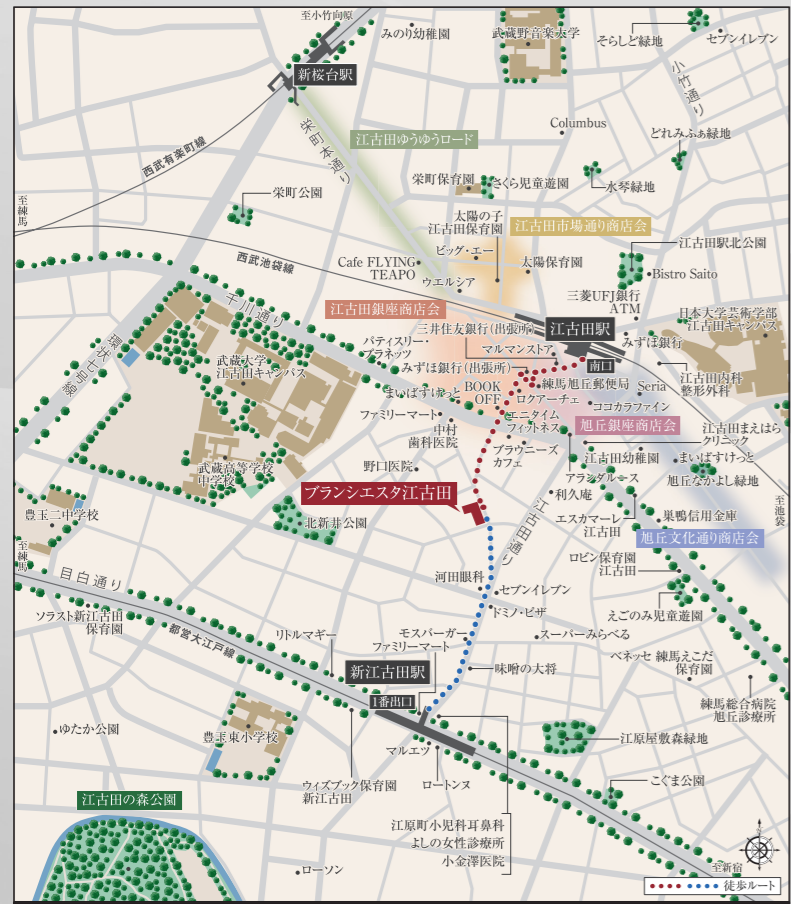 至小竹向原
みのり幼稚園
武蔵野音楽大学
そらしど緑地
セブンイレブン
新桜台駅
小竹通り
Columbus
どれみふぁ緑地
江古田ゆうゆうロード
栄町本通り
西武有楽町線
栄町保育園
さくら児童遊園
水琴緑地
至練馬
栄町公園
太陽の子
江古田保育園
江古田市場通り商店会
ビッグ・エー
江古田駅北公園
西武池袋線
Cafe FLYING
TEAPO
太陽保育園
Bistro Saito
ウエルシア
三菱UFJ銀行
ATM
千川通り
江古田銀座商店会
日本大学芸術学部
江古田キャンパス
三井住友銀行(出張所)
江古田駅
パティスリー・
プラネッツ
マルマンストア
みずほ銀行
環状七号線
武蔵大学
江古田キャンパス
みずほ銀行(出張所)
南口
練馬旭丘郵便局
Seria
江古田内科
整形外科
まいばすけっと
BOOK
OFF
ロクアーチェ
ココカラファイン
ファミリーマート
エニタイム
フィットネス
旭丘銀座商店会
中村
歯科医院
江古田まえはら
クリニック
ブラウニーズ
カフェ
江古田幼稚園
まいばすけっと
武蔵高等学校
中学校
野口医院
アランダルース
旭丘なかよし緑地
ブランシエスタ江古田
利久庵
至池袋
豊玉二中学校
北新井公園
江古田通り
エスカマーレ
江古田
巣鴨信用金庫
旭丘文化通り商店会
至練馬
目白通り
ロビン保育園
江古田
河田眼科
セブンイレブン
ソラスト新江古田
保育園
ドミノ・ピザ
えごのみ児童遊園
都営大江戸線
リトルマギー
モスバーガー
ファミリーマート
スーパーみらべる
ベネッセ 練馬えこだ
保育園
新江古田駅
味噌の大将
1番出口
練馬総合病院
旭丘診療所
ゆたか公園
豊玉東小学校
江原屋敷森緑地
マルエツ
ウィズブック保育園
新江古田
ロートンヌ
こぐま公園
江古田の森公園
江原町小児科耳鼻科
よしの女性診療所
小金澤医院
ローソン
至新宿
徒歩ルート